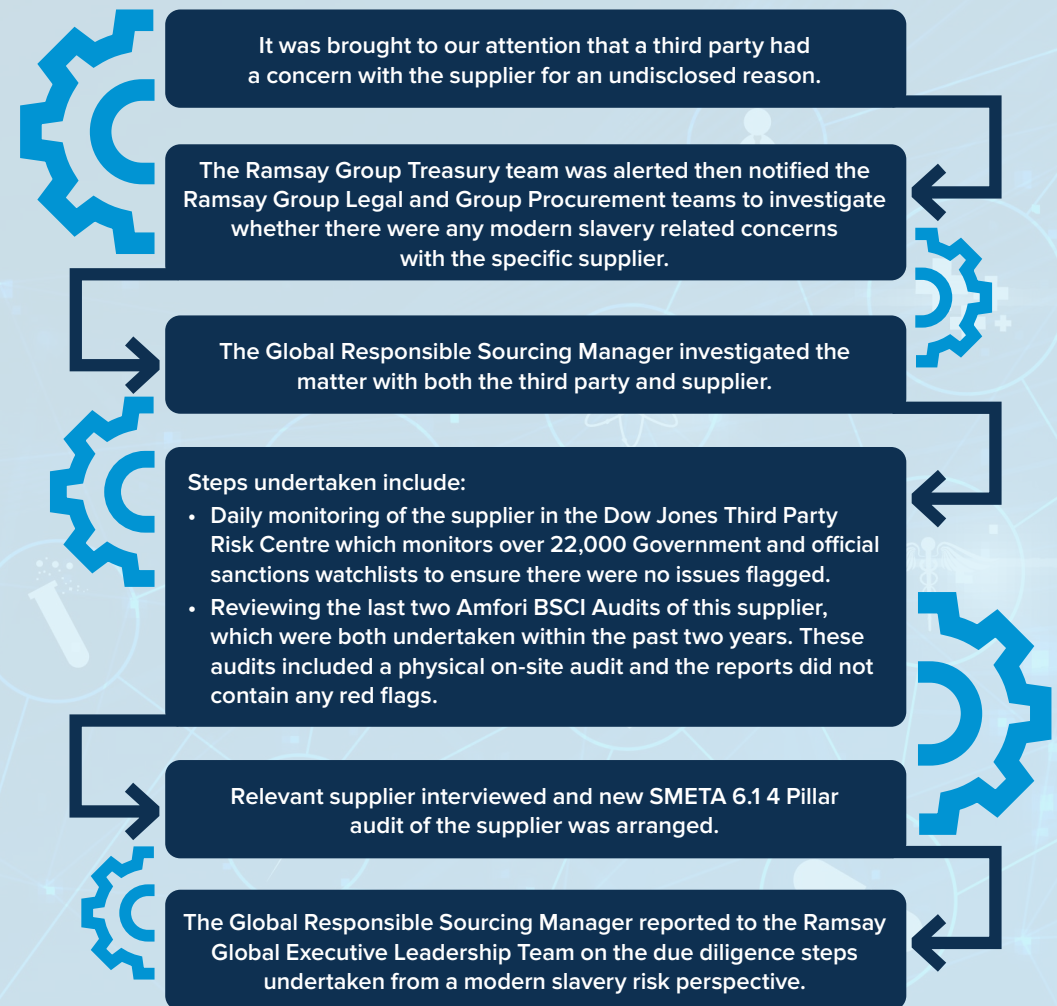 It was brought to our attention that a third party had
a concern with the supplier for an undisclosed reason.
The Ramsay Group Treasury team was alerted then notified the
Ramsay Group Legal and Group Procurement teams to investigate
whether there were any modern slavery related concerns
with the specific supplier.
The Global Responsible Sourcing Manager investigated the
matter with both the third party and supplier.
Steps undertaken include:
• Daily monitoring of the supplier in the Dow Jones Third Party
Risk Centre which monitors over 22,000 Government and official
sanctions watchlists to ensure there were no issues flagged.
• Reviewing the last two Amfori BSCI Audits of this supplier,
which were both undertaken within the past two years. These
audits included a physical on-site audit and the reports did not
contain any red flags.
Relevant supplier interviewed and new SMETA 6.1 4 Pillar
audit of the supplier was arranged.
The Global Responsible Sourcing Manager reported to the Ramsay
Global Executive Leadership Team on the due diligence steps
undertaken from a modern slavery risk perspective.